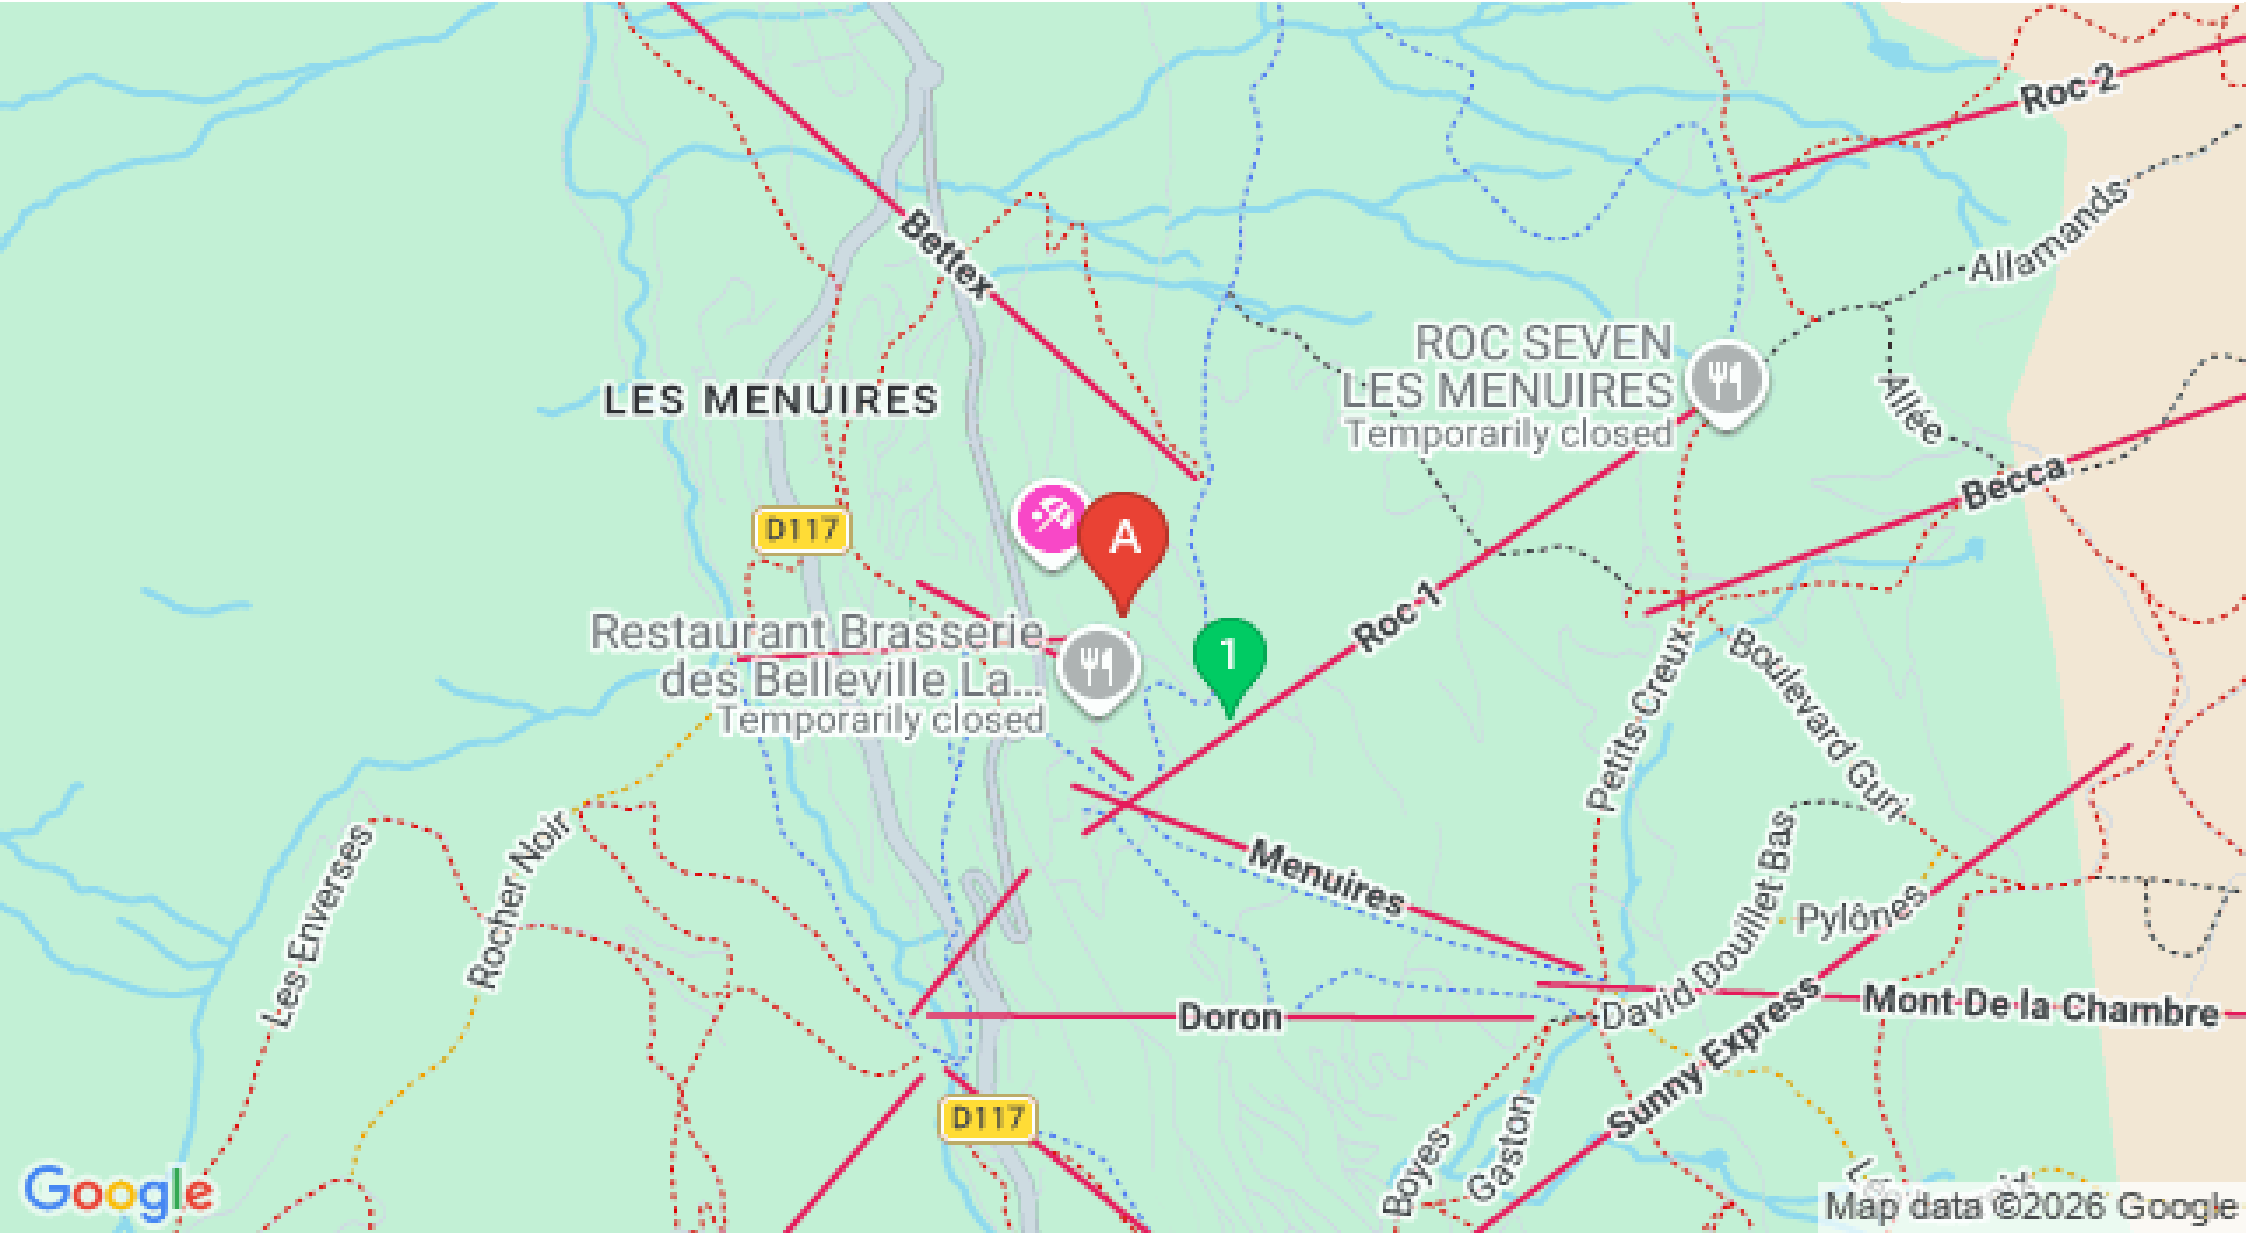 Roc 2
Bettex
Allamands
ROC SEVEN
LES MENUIRES
Temporarily closed
LES MENUIRES
Allée
Becca
D117
A
Roc 1
Restaurant Brasserie
des Belleville La...
Temporarily closed
1
Petits Creux
Boulevard Guri
Les Enverses
Rocher Noir
Menuires
David Douillet Bas
Pylônes
Doron
Mont De la Chambre
Sunny Express
D117
Boyes
Gaston
Google
Map data ©2026 Google